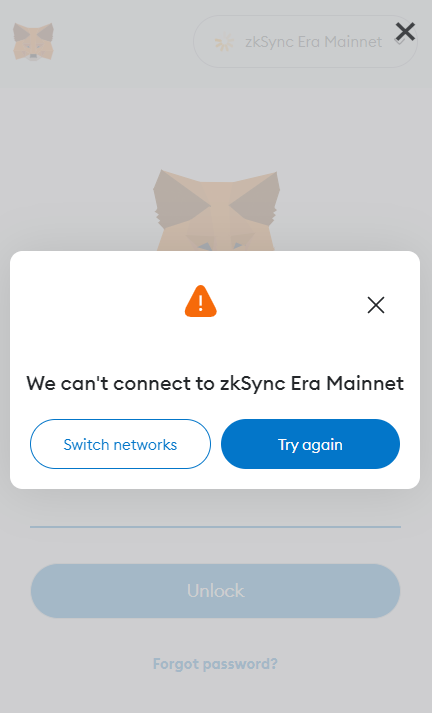 zkSync Era Mainnet
We can't connect to zkSync Era Mainnet
Switch networks
Try again
Unlock
Forgot password?